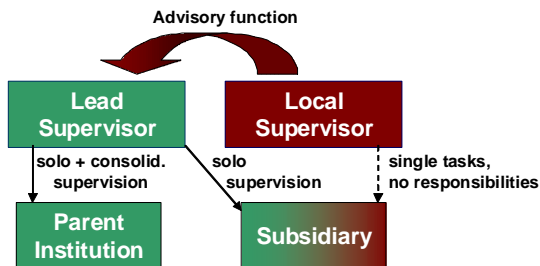 Advisory function
Lead
Supervisor
Local
Supervisor
solo + consolid.
supervision
solo
supervision
single tasks,
no responsibilities
Parent
Institution
Subsidiary